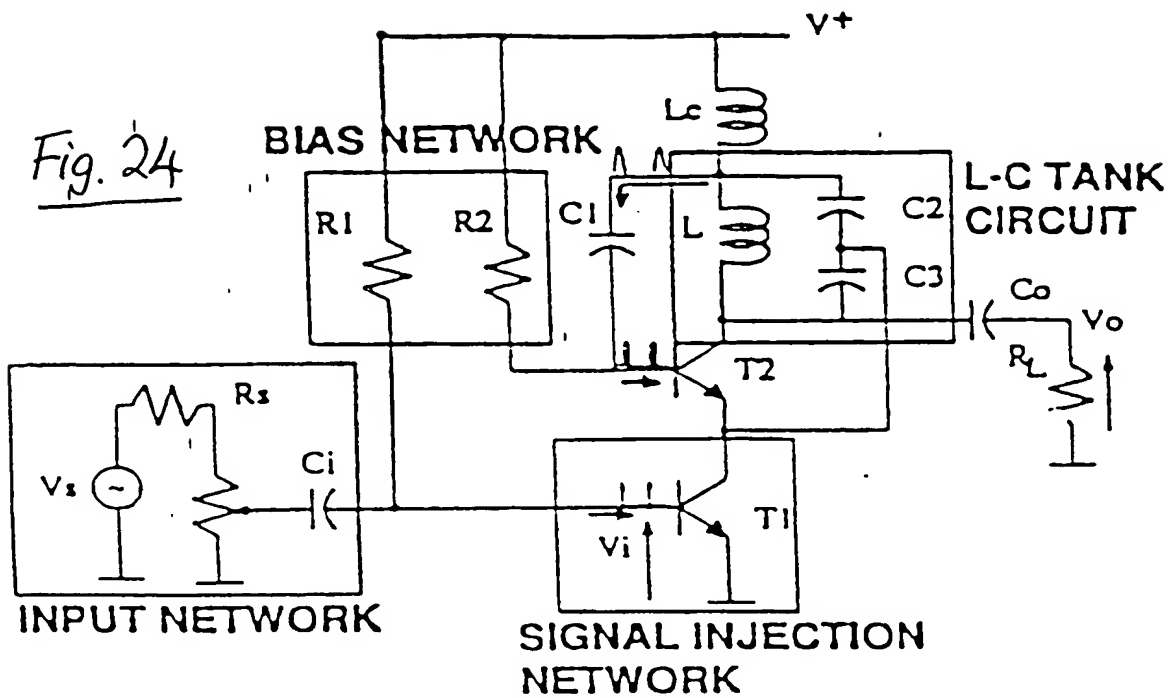 V+
Lc
Fig. 24
BIAS NETWORK
L-C TANK
CIRCUIT
R1
R2
C1
L
C2
C3
Co
Vo
RL
T2
Rs
Ci
Vs
~
Vi
T1
INPUT NETWORK
SIGNAL INJECTION
NETWORK